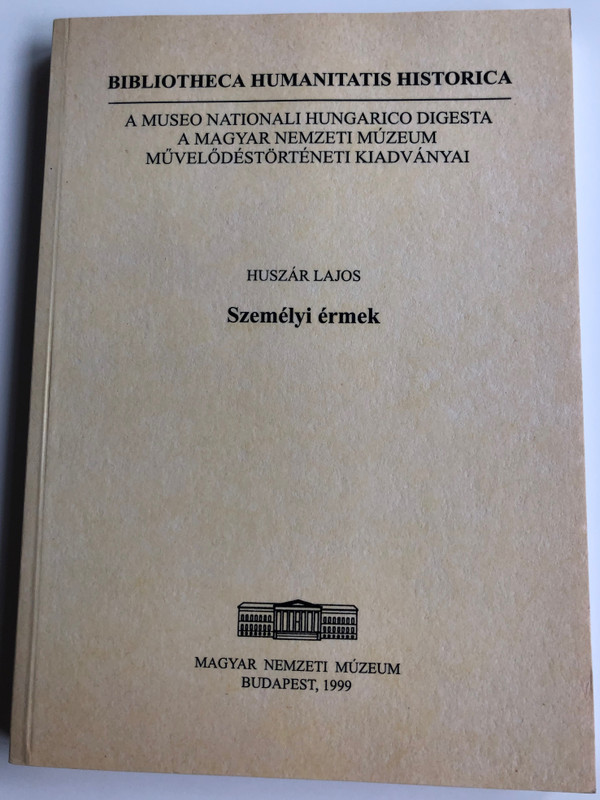 BIBLIOTHECA HUMANITATIS HISTORICA
A MUSEO NATIONALI HUNGARICO DIGESTA
A MAGYAR NEMZETI MÚZEUM
MŰVELŐDÉSTÖRTÉNETI KIADVÁNYAI
HUSZÁR LAJOS
Személyi érmek
MAGYAR NEMZETI MÚZEUM
BUDAPEST, 1999